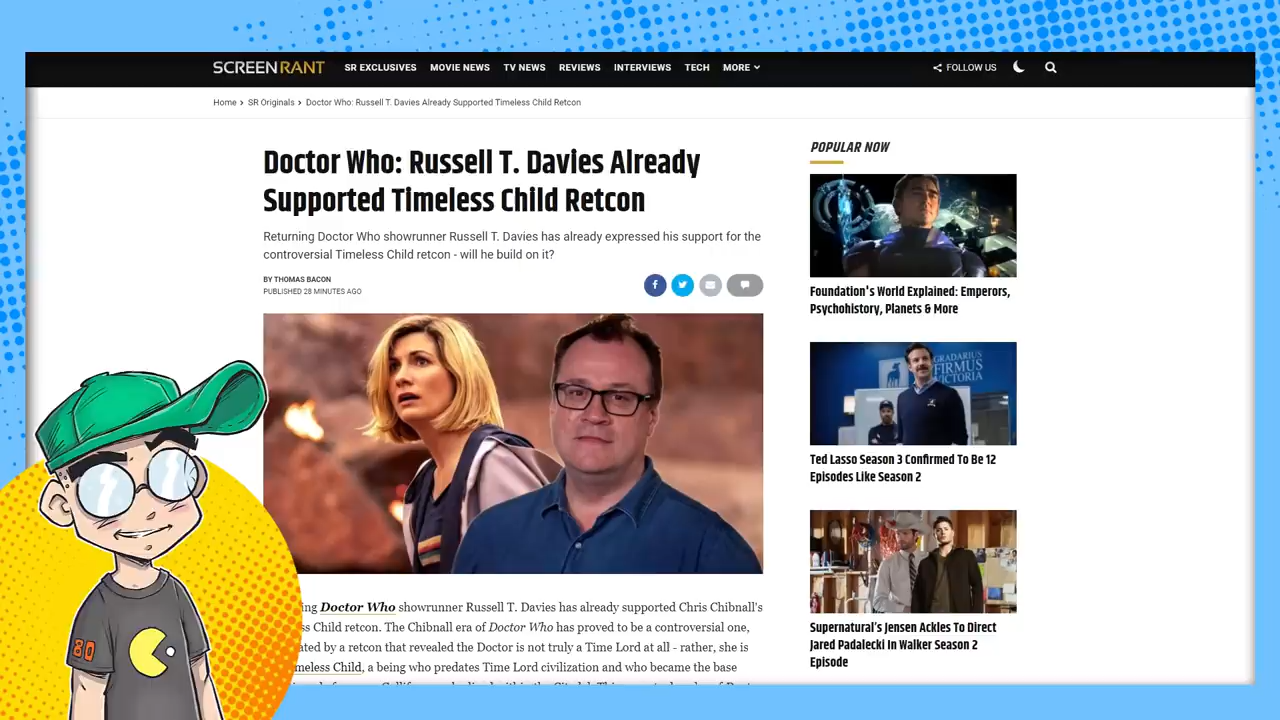 SCREENRANT SR EXCLUSIVES MOVIE NEWS TV NEWS REVIEWS INTERVIEWS TECH MORE FOLLOW US
Home > SR Originals > Doctor Who: Russell T. Davies Already Supported Timeless Child Retcon
Doctor Who: Russell T. Davies Already
Supported Timeless Child Retcon
Returning Doctor Who showrunner Russell T. Davies has already expressed his support for the
controversial Timeless Child retcon - will he build on it?
BY THOMAS BACON
PUBLISHED 28 MINUTES AGO
ing Doctor Who showrunner Russell T. Davies has already supported Chris Chibnall's
ss Child retcon. The Chibnall era of Doctor Who has proved to be a controversial one,
ated by a retcon that revealed the Doctor is not truly a Time Lord at all - rather, she is
meless Child, a being who predates Time Lord civilization and who became the base
POPULAR NOW
Foundation's World Explained: Emperors,
Psychohistory, Planets & More
GRADARIUS
FIRMUS
VICTORIA
Ted Lasso Season 3 Confirmed To Be 12
Episodes Like Season 2
Supernatural's Jensen Ackles To Direct
Jared Padalecki In Walker Season 2
Episode
80